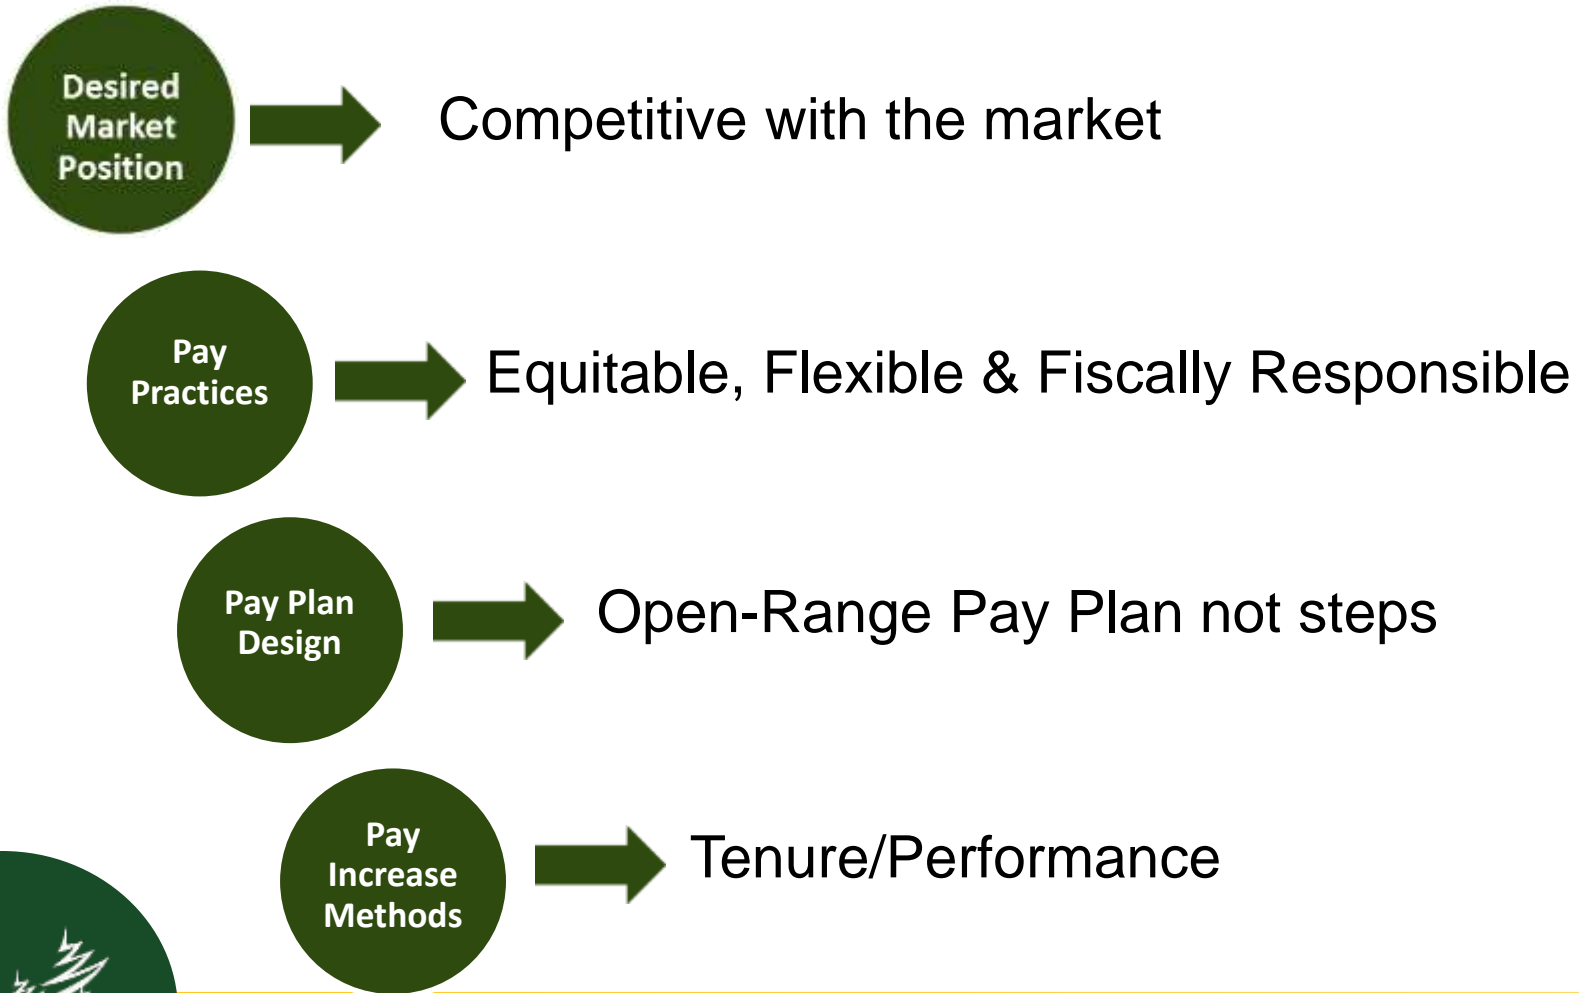 Desired
Market
Position
Competitive with the market
Pay
Practices
Equitable, Flexible & Fiscally Responsible
Pay Plan
Design
Open-Range Pay Plan not steps
Pay
Increase
Methods
Tenure/Performance